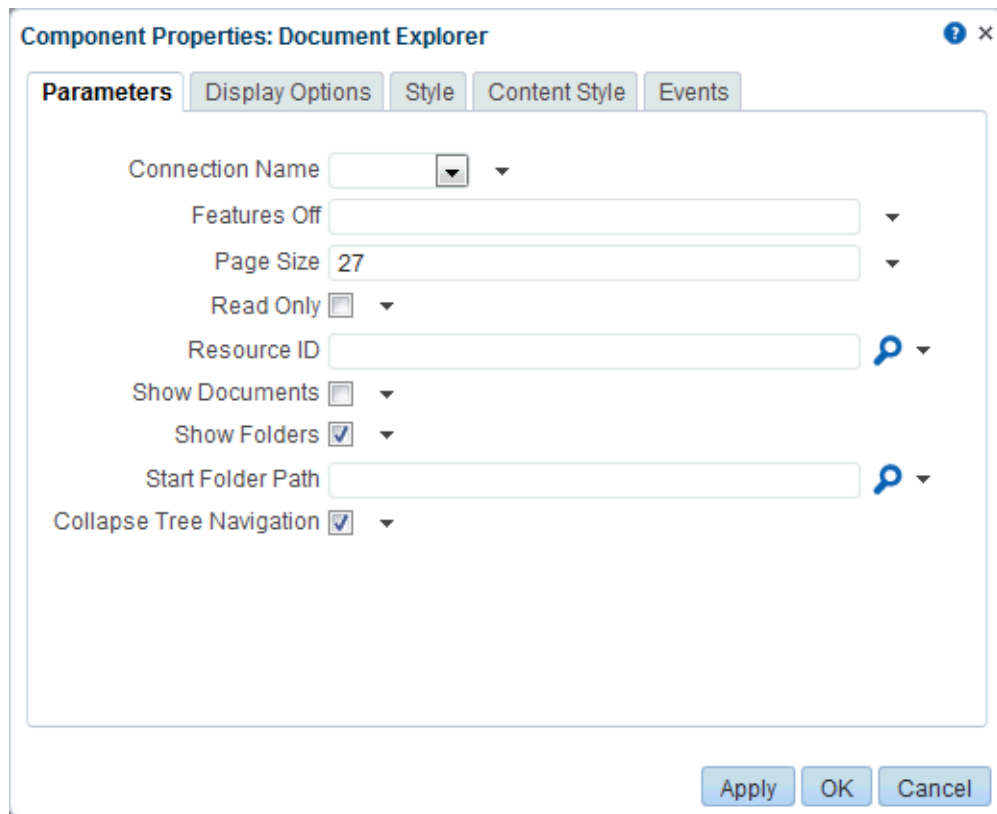 Component Properties: Document Explorer
Parameters Display Options Style Content Style Events
Connection Name
Features Off
Page Size 27
Read Only
Resource ID
Show Documents
Show Folders
Start Folder Path
Collapse Tree Navigation
Apply OK Cancel